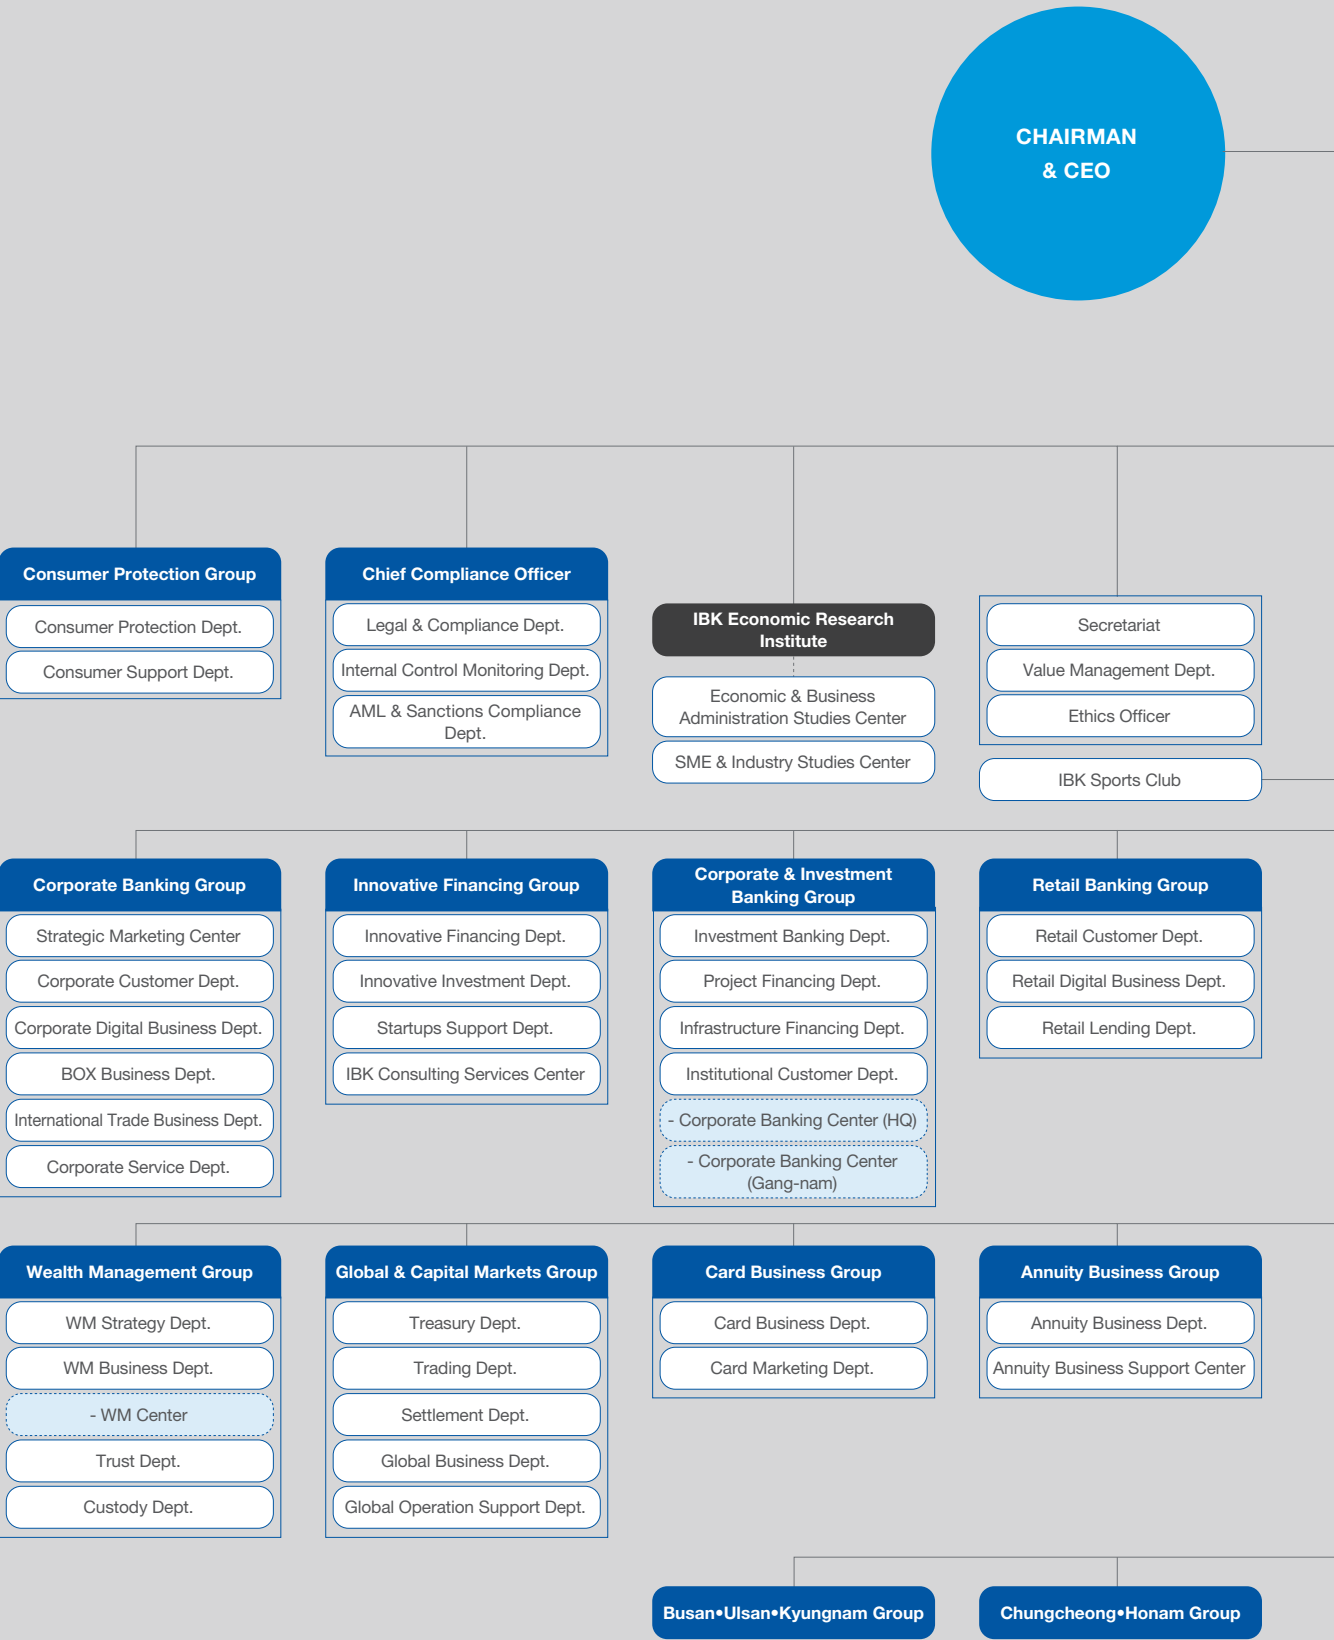 CHAIRMAN
& CEO
Consumer Protection Group
Consumer Protection Dept.
Consumer Support Dept.
Chief Compliance Officer
Legal & Compliance Dept.
Internal Control Monitoring Dept.
AML & Sanctions Compliance
Dept.
IBK Economic Research
Institute
Economic & Business
Administration Studies Center
SME & Industry Studies Center
Secretariat
Value Management Dept.
Ethics Officer
IBK Sports Club
Corporate Banking Group
Strategic Marketing Center
Corporate Customer Dept.
Corporate Digital Business Dept.
BOX Business Dept.
International Trade Business Dept.
Corporate Service Dept.
Innovative Financing Group
Innovative Financing Dept.
Innovative Investment Dept.
Startups Support Dept.
IBK Consulting Services Center
Corporate & Investment
Banking Group
Investment Banking Dept.
Project Financing Dept.
Infrastructure Financing Dept.
Institutional Customer Dept.
- Corporate Banking Center (HQ)
- Corporate Banking Center
(Gang-nam)
Retail Banking Group
Retail Customer Dept.
Retail Digital Business Dept.
Retail Lending Dept.
Wealth Management Group
WM Strategy Dept.
WM Business Dept.
- WM Center
Trust Dept.
Custody Dept.
Global & Capital Markets Group
Treasury Dept.
Trading Dept.
Settlement Dept.
Global Business Dept.
Global Operation Support Dept.
Card Business Group
Card Business Dept.
Card Marketing Dept.
Annuity Business Group
Annuity Business Dept.
Annuity Business Support Center
Busan•Ulsan•Kyungnam Group
Chungcheong•Honam Group